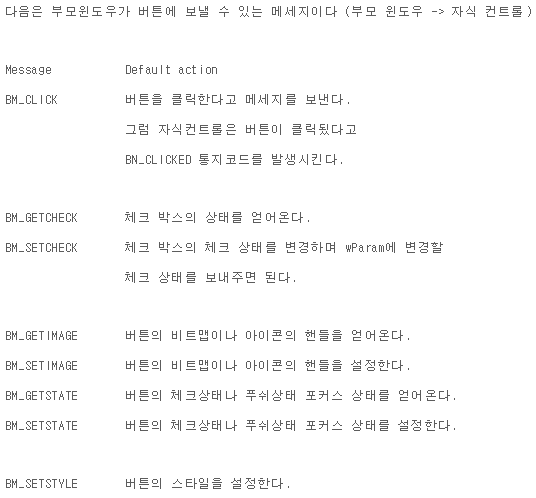 다음은 부모윈도우가 버튼에 보낼 수 있는 메세지이다 (부모 윈도우 -> 자식 컨트롤)
Message Default action
BM_CLICK 버튼을 클릭한다고 메세지를 보낸다.
그럼 자식컨트롤은 버튼이 클릭됬다고
BN_CLICKED 통지코드를 발생시킨다.
BM_GETCHECK 체크 박스의 상태를 얻어온다.
BM_SETCHECK 체크 박스의 체크 상태를 변경하며 wParam에 변경할
체크 상태를 보내주면 된다.
BM_GETIMAGE 버튼의 비트맵이나 아이콘의 핸들을 얻어온다.
BM_SETIMAGE 버튼의 비트맵이나 아이콘의 핸들을 설정한다.
BM_GETSTATE 버튼의 체크상태나 푸쉬상태 포커스 상태를 얻어온다.
BM_SETSTATE 버튼의 체크상태나 푸쉬상태 포커스 상태를 설정한다.
BM_SETSTYLE 버튼의 스타일을 설정한다.